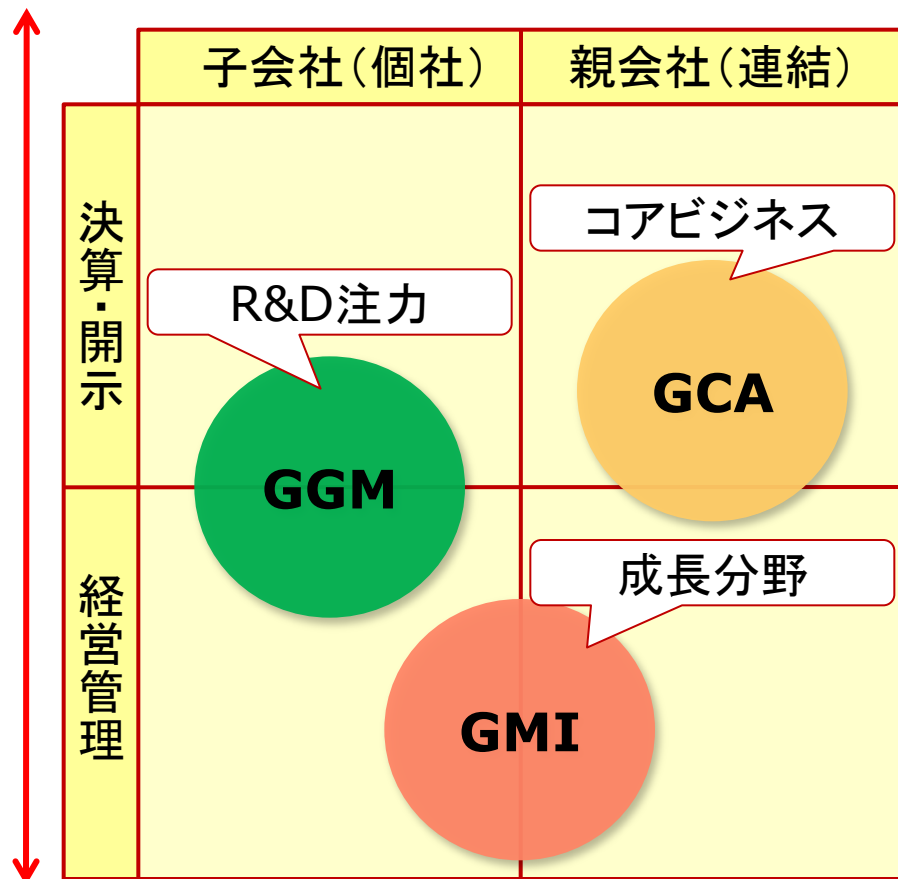 子会社(個社)
親会社(連結)
決算・開示
コアビジネス
R&D注力
GCA
GGM
経営管理
成長分野
GMI